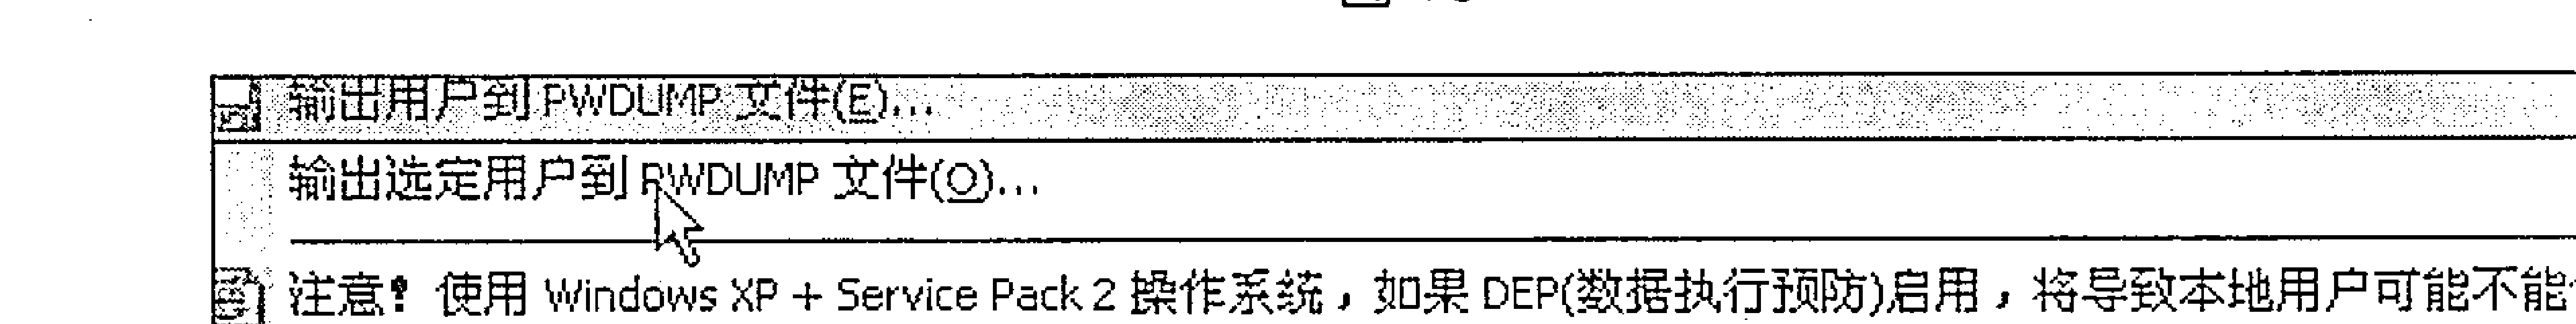 输出用户到 PWDUMP 文件(E)...
输出选定用户到 PWDUMP 文件(O)...
注意! 使用 Windows XP + Service Pack 2 操作系统，如果 DEP(数据执行预防)启用，将导致本地用户可能不能